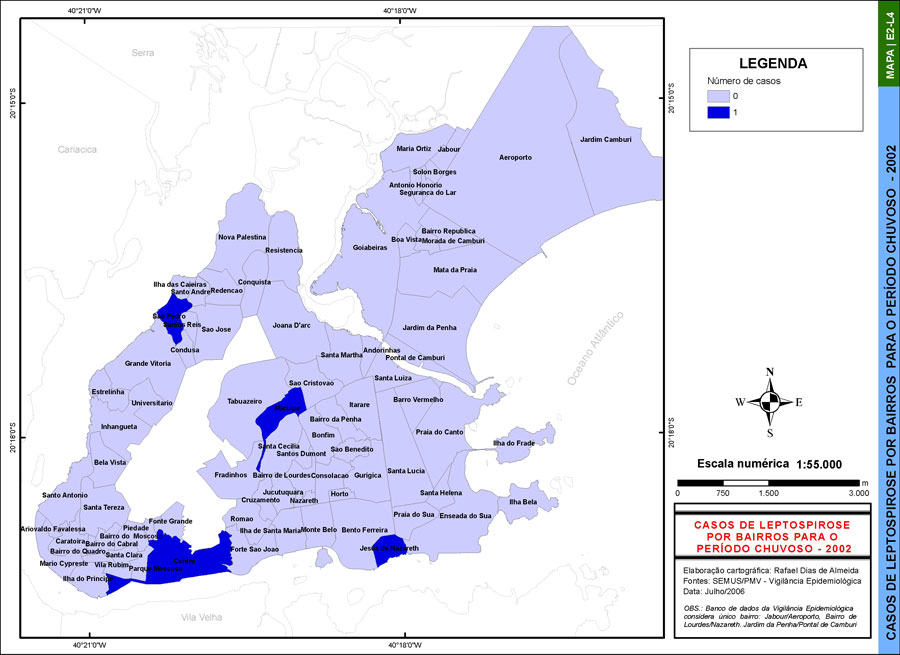 40°21'0"W
40°18'0"W
20°15'0"S
20°15'0"S
20°18'0"S
20°18'0"S
40°21'0"W
40°18'0"W
Serra
Cariacica
Vila Velha
Oceano Atlântico
Jardim Camburi
Aeroporto
Maria Ortiz
Jabour
Solon Borges
Antonio Honorio
Seguranca do Lar
Bairro Republica
Boa Vista
Morada de Camburi
Goiabeiras
Mata da Praia
Jardim da Penha
Nova Palestina
Resistencia
Conquista
Ilha das Caieiras
Santo Andre
Redencao
São Pedro
Santos Reis
Sao Jose
Condusa
Joana D'arc
Grande Vitoria
Santa Martha
Andorinhas
Pontal de Camburi
Estrelinha
Universitario
Inhangueta
Bela Vista
Sao Cristovao
Santa Luiza
Tabuazeiro
Itarare
Barro Vermelho
Bairro da Penha
Bonfim
Praia do Canto
Ilha do Frade
Santa Cecilia
Santos Dumont
Sao Benedito
Fradinhos
Bairro de Lourdes
Consolacao
Gurigica
Santa Lucia
Jucutuquara
Cruzamento
Nazareth
Horto
Santa Helena
Ilha Bela
Santo Antonio
Santa Tereza
Praia do Sua
Enseada do Sua
Ariovaldo Favalessa
Fonte Grande
Piedade
Romao
Ilha de Santa Maria
Monte Belo
Bento Ferreira
Caratoira
Bairro do Moscoso
Bairro do Cabral
Bairro do Quadro
Santa Clara
Forte Sao Joao
Jesus de Nazareth
Mario Cypreste
Vila Rubim
Parque Moscoso
Centro
Ilha do Principe
LEGENDA
Número de casos
0
1
N
W
E
S
Escala numérica 1:55.000
0 750 1.500 3.000 m
CASOS DE LEPTOSPIROSE
POR BAIRROS PARA O
PERÍODO CHUVOSO - 2002
Elaboração cartográfica: Rafael Dias de Almeida
Fontes: SEMUS/PMV - Vigilância Epidemiológica
Data: Julho/2006
OBS.: Banco de dados da Vigilância Epidemiológica
considera único bairro: Jabour/Aeroporto, Bairro de
Lourdes/Nazareth. Jardim da Penha/Pontal de Camburi
MAPA | E2-L4
CASOS DE LEPTOSPIROSE POR BAIRROS PARA O PERÍODO CHUVOSO - 2002